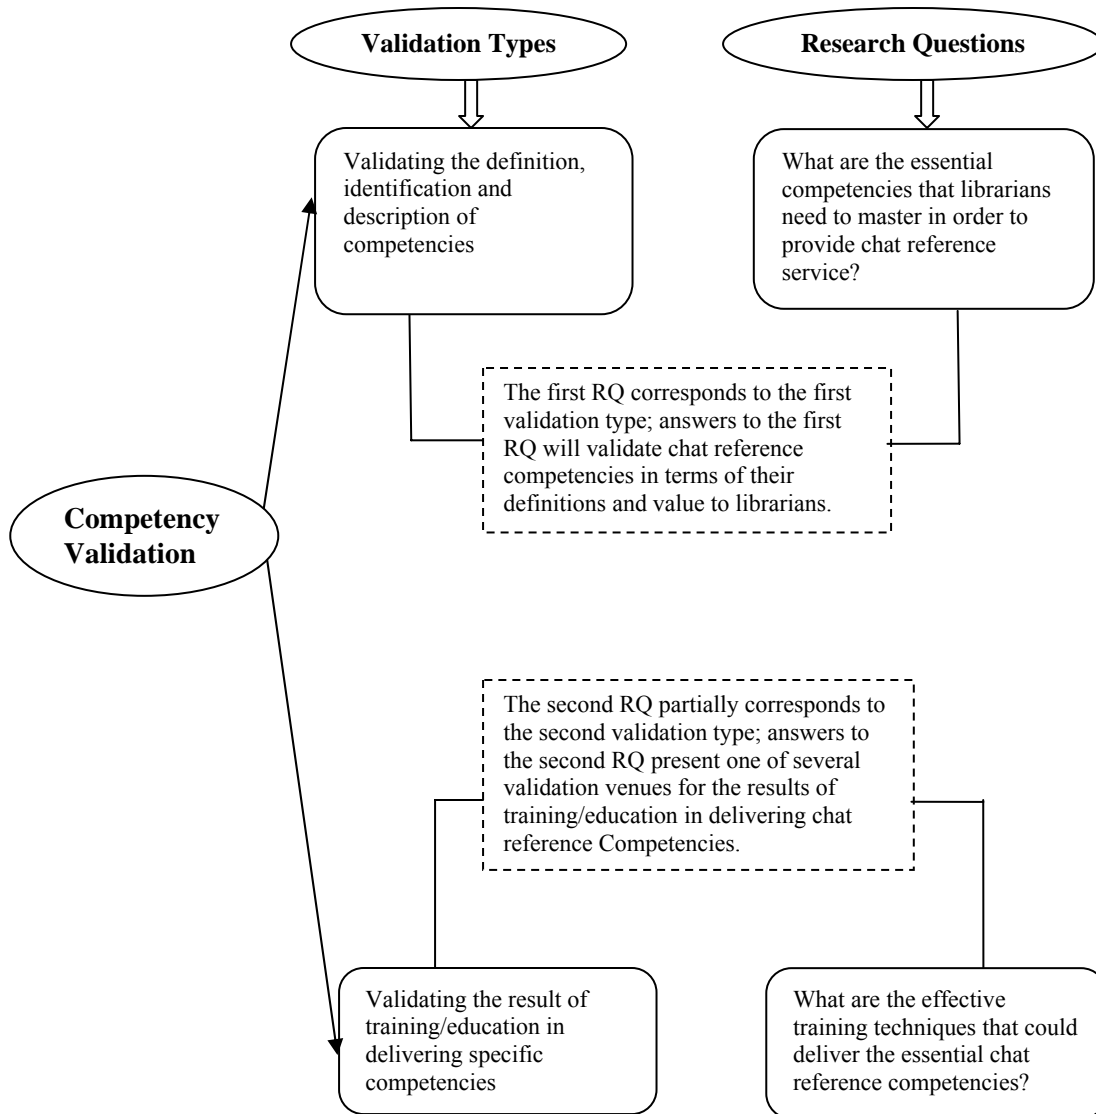 Validation Types
Research Questions
Validating the definition,
identification and
description of
competencies
What are the essential
competencies that librarians
need to master in order to
provide chat reference
service?
The first RQ corresponds to the first
validation type; answers to the first
RQ will validate chat reference
competencies in terms of their
definitions and value to librarians.
Competency
Validation
The second RQ partially corresponds to
the second validation type; answers to
the second RQ present one of several
validation venues for the results of
training/education in delivering chat
reference Competencies.
Validating the result of
training/education in
delivering specific
competencies
What are the effective
training techniques that could
deliver the essential chat
reference competencies?